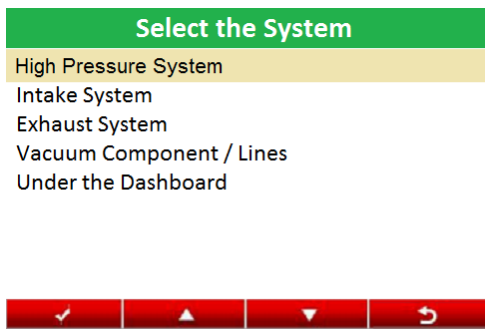 Select the System
High Pressure System
Intake System
Exhaust System
Vacuum Component / Lines
Under the Dashboard